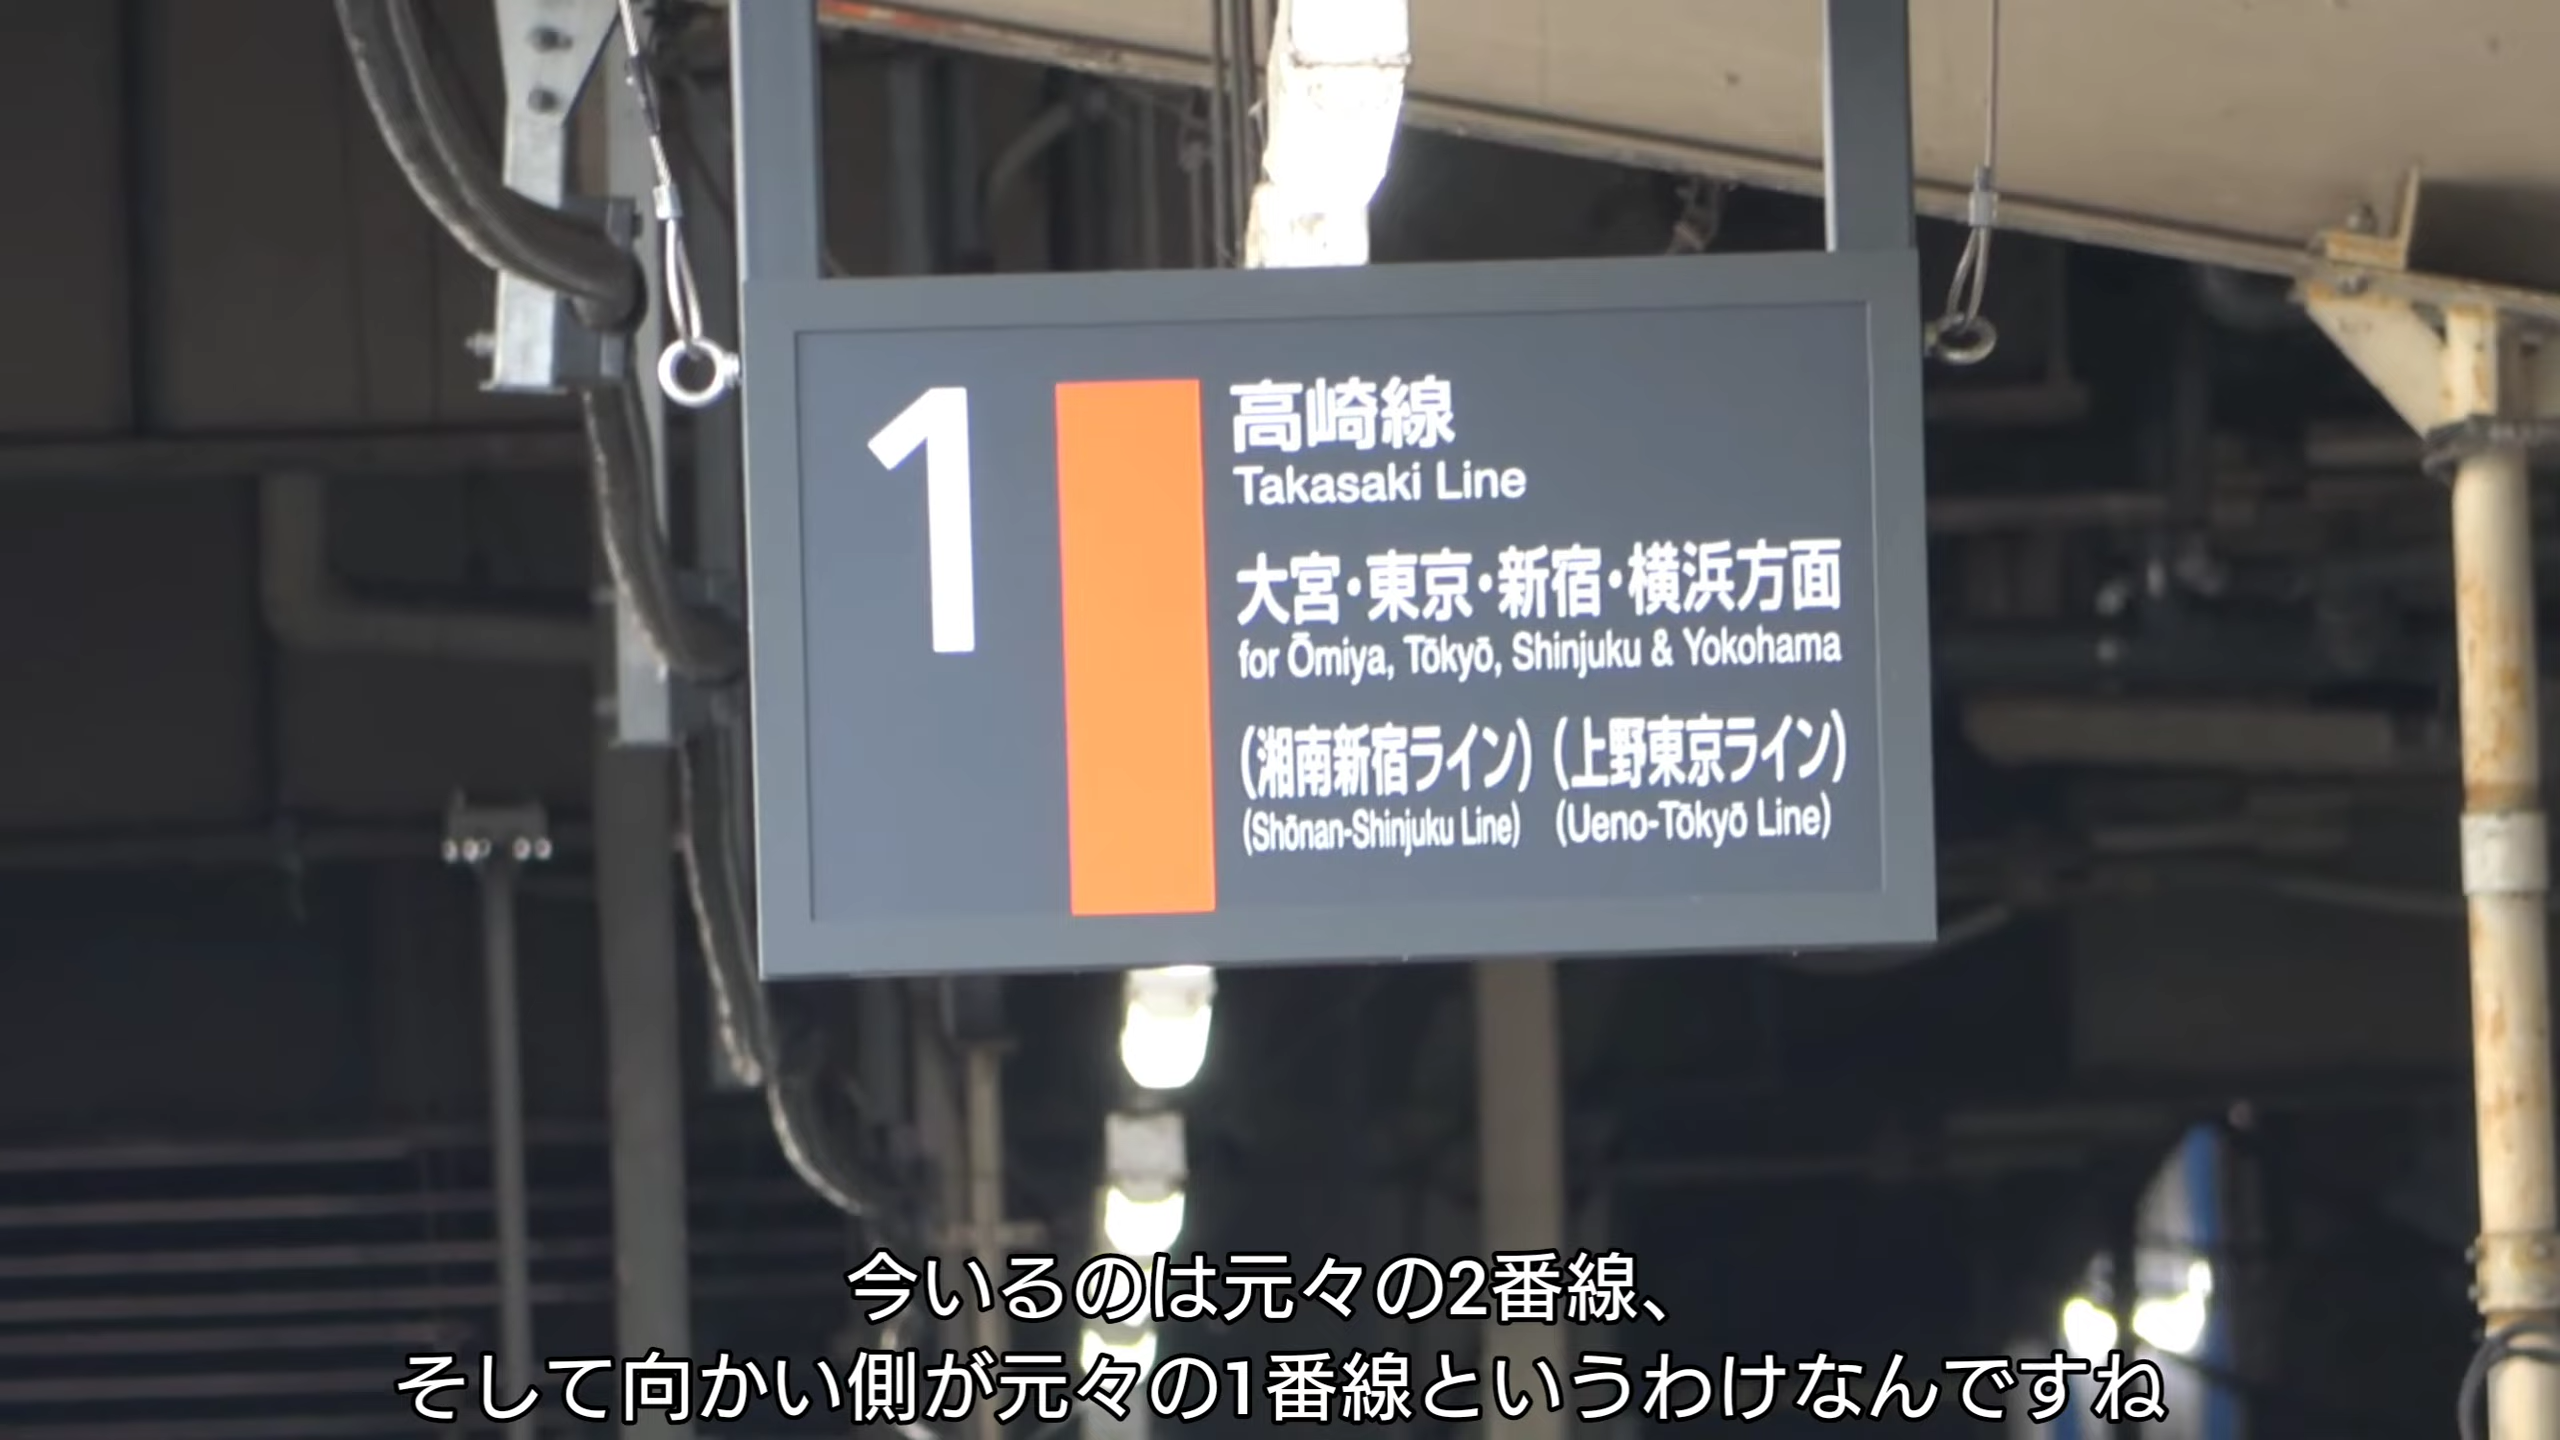 1
高崎線
Takasaki Line
大宮・東京・新宿・横浜方面
for Ōmiya, Tōkyō, Shinjuku & Yokohama
(湘南新宿ライン) (上野東京ライン)
(Shōnan-Shinjuku Line) (Ueno-Tōkyō Line)
今いるのは元々の2番線、
そして向かい側が元々の1番線というわけなんですね